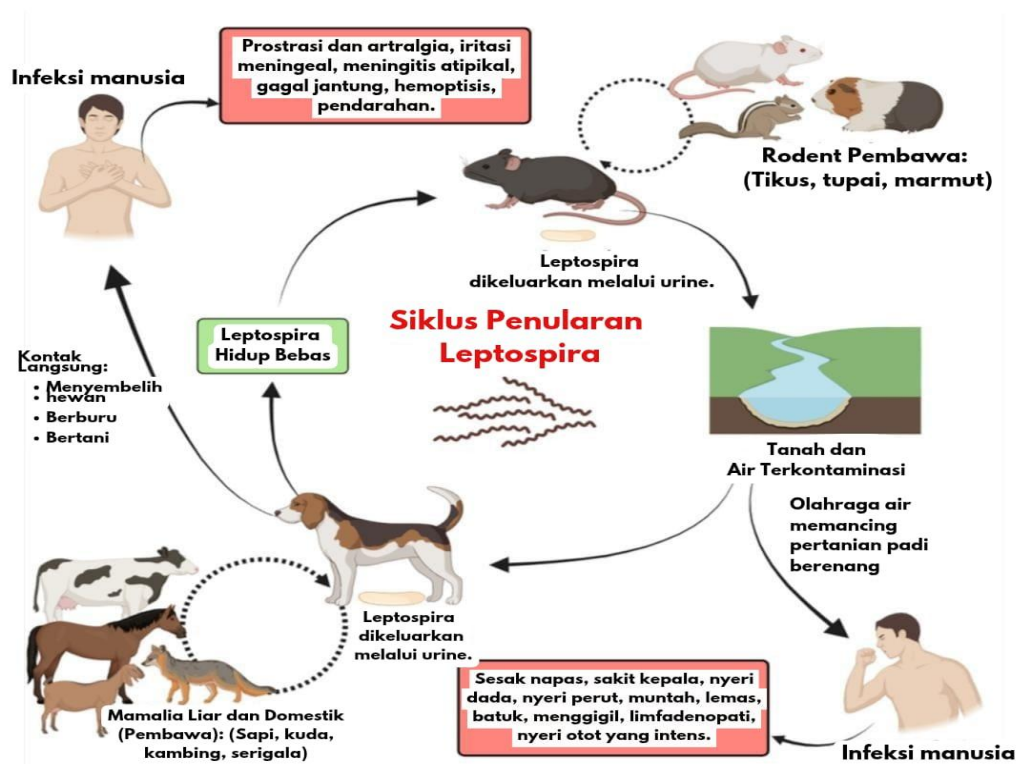 Infeksi manusia
Prostrasi dan artralgia, iritasi
meningeal, meningitis atipikal,
gagal jantung, hemoptisis,
pendarahan.
Rodent Pembawa:
(Tikus, tupai, marmut)
Leptospira
dikeluarkan melalui urine.
Siklus Penularan
Leptospira
Leptospira
Hidup Bebas
Kontak
Langsung:
• Menyembelih
• hewan
• Berburu
• Bertani
Tanah dan
Air Terkontaminasi
Olahraga air
memancing
pertanian padi
berenang
Leptospira
dikeluarkan
melalui urine.
Mamalia Liar dan Domestik
(Pembawa): (Sapi, kuda,
kambing, serigala)
Sesak napas, sakit kepala, nyeri
dada, nyeri perut, muntah, lemas,
batuk, menggigil, limfadenopati,
nyeri otot yang intens.
Infeksi manusia